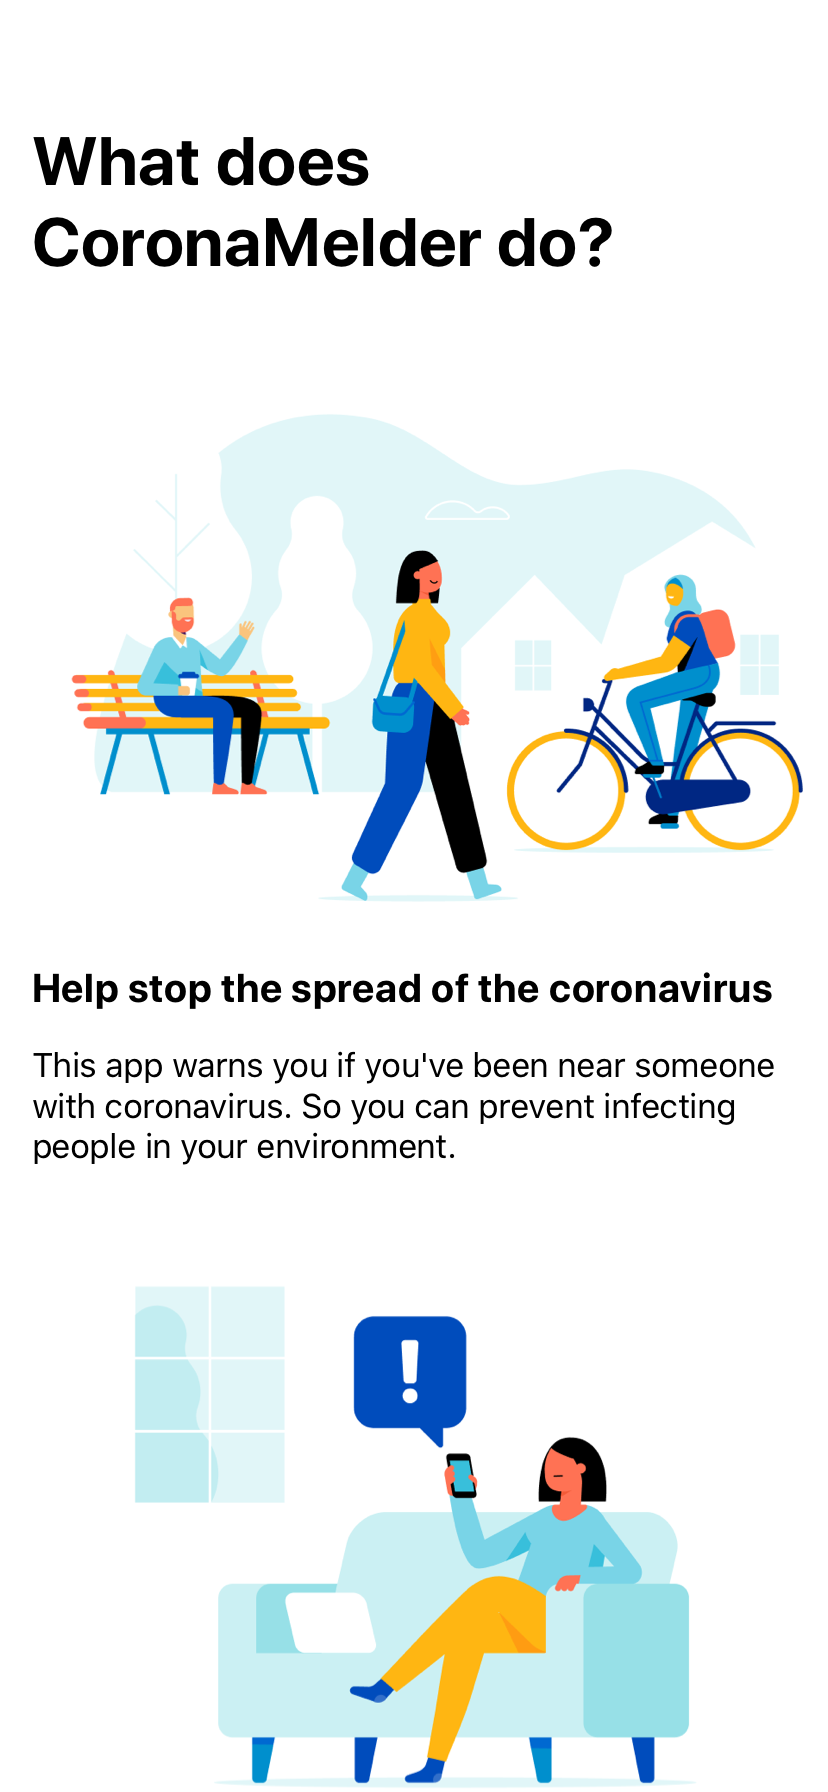 What does
CoronaMelder do?
Help stop the spread of the coronavirus
This app warns you if you've been near someone
with coronavirus. So you can prevent infecting
people in your environment.
!